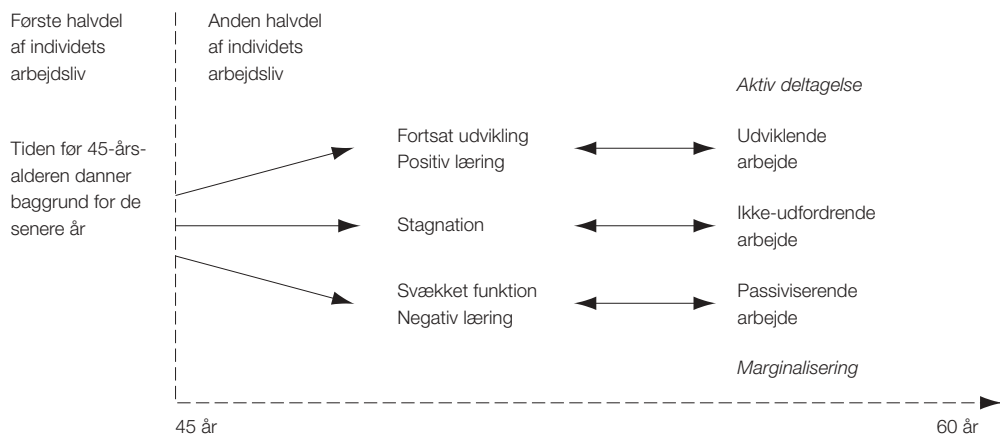 Første halvdel
af individets
arbejdsliv
Anden halvdel
af individets
arbejdsliv
Tiden før 45-års-
alderen danner
baggrund for de
senere år
Aktiv deltagelse
Fortsat udvikling
Positiv læring
Udviklende
arbejde
Stagnation
Ikke-udfordrende
arbejde
Svækket funktion
Negativ læring
Passiviserende
arbejde
Marginalisering
45 år
60 år